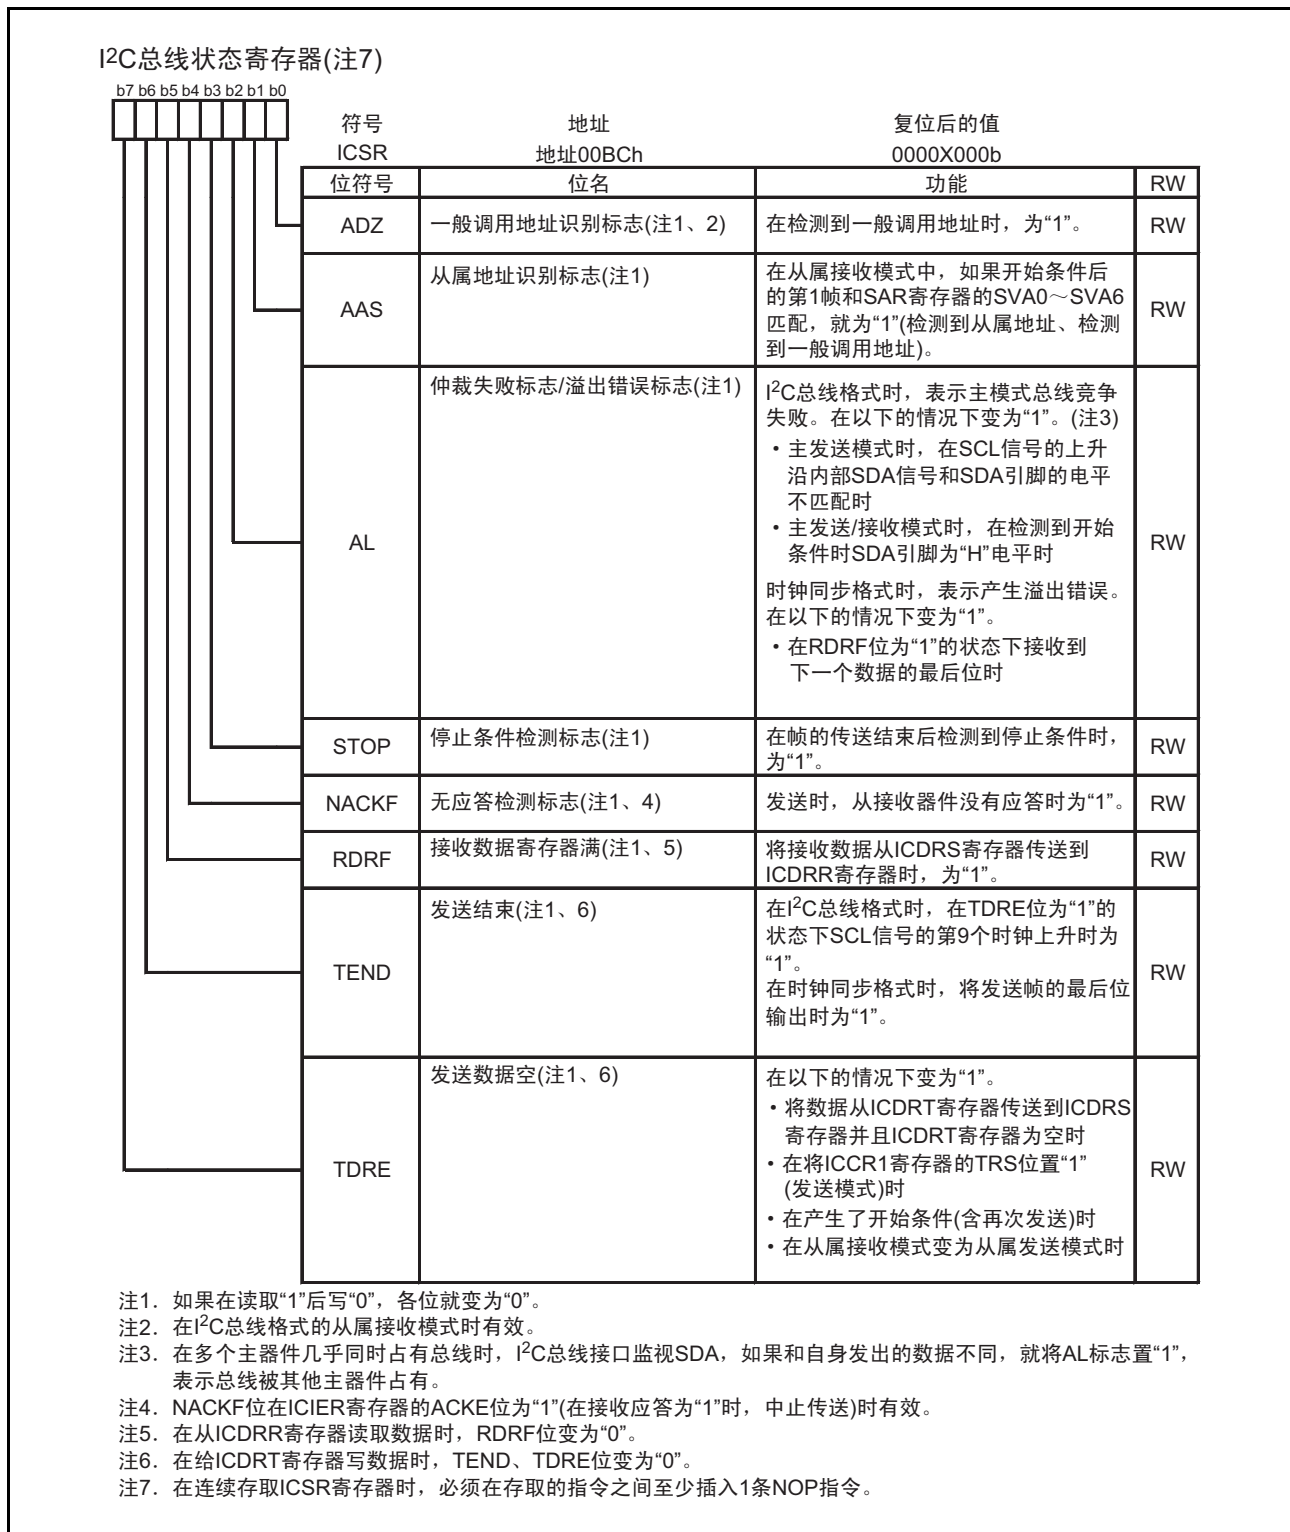 I2C总线状态寄存器(注7)
b7 b6 b5 b4 b3 b2 b1 b0
符号 地址 复位后的值
ICSR 地址00BCh 0000X000b
位符号 位名 功能 RW
ADZ 一般调用地址识别标志(注1、2) 在检测到一般调用地址时，为“1”。 RW
AAS 从属地址识别标志(注1) 在从属接收模式中，如果开始条件后
的第1帧和SAR寄存器的SVA0～SVA6
匹配，就为“1”(检测到从属地址、检测
到一般调用地址)。
RW
AL 仲裁失败标志/溢出错误标志(注1) I2C总线格式时，表示主模式总线竞争
失败。在以下的情况下变为“1”。(注3)
・主发送模式时，在SCL信号的上升
沿内部SDA信号和SDA引脚的电平
不匹配时
・主发送/接收模式时，在检测到开始
条件时SDA引脚为“H”电平时
时钟同步格式时，表示产生溢出错误。
在以下的情况下变为“1”。
・在RDRF位为“1”的状态下接收到
下一个数据的最后位时
RW
STOP 停止条件检测标志(注1) 在帧的传送结束后检测到停止条件时，
为“1”。
RW
NACKF 无应答检测标志(注1、4) 发送时，从接收器件没有应答时为“1”。 RW
RDRF 接收数据寄存器满(注1、5) 将接收数据从ICDRS寄存器传送到
ICDRR寄存器时，为“1”。
RW
TEND 发送结束(注1、6) 在I2C总线格式时，在TDRE位为“1”的
状态下SCL信号的第9个时钟上升时为
“1”。
在时钟同步格式时，将发送帧的最后位
输出时为“1”。
RW
TDRE 发送数据空(注1、6) 在以下的情况下变为“1”。
・将数据从ICDRT寄存器传送到ICDRS
寄存器并且ICDRT寄存器为空时
・在将ICCR1寄存器的TRS位置“1”
(发送模式)时
・在产生了开始条件(含再次发送)时
・在从属接收模式变为从属发送模式时
RW
注1．如果在读取“1”后写“0”，各位就变为“0”。
注2．在I2C总线格式的从属接收模式时有效。
注3．在多个主器件几乎同时占有总线时，I2C总线接口监视SDA，如果和自身发出的数据不同，就将AL标志置“1”，
表示总线被其他主器件占有。
注4．NACKF位在ICIER寄存器的ACKE位为“1”(在接收应答为“1”时，中止传送)时有效。
注5．在从ICDRR寄存器读取数据时，RDRF位变为“0”。
注6．在给ICDRT寄存器写数据时，TEND、TDRE位变为“0”。
注7．在连续存取ICSR寄存器时，必须在存取的指令之间至少插入1条NOP指令。